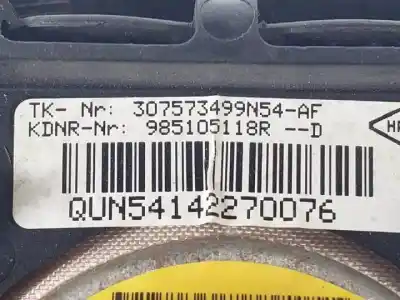 TK- Nr: 307573499N54-AF
KDNR-Nr: 985105118R --D
QUN54142270076